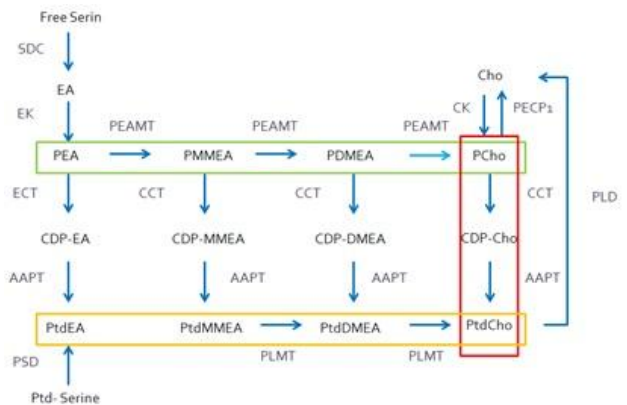 Free Serin
SDC
EA
Cho
EK
CK
PECP1
PEAMT
PEAMT
PEAMT
PEA
PMMEA
PDMEA
PCho
ECT
CCT
CCT
CCT
PLD
CDP-EA
CDP-MMEA
CDP-DMEA
CDP-Cho
AAPT
AAPT
AAPT
AAPT
PtdEA
PtdMMEA
PtdDMEA
PtdCho
PSD
PLMT
PLMT
Ptd- Serine